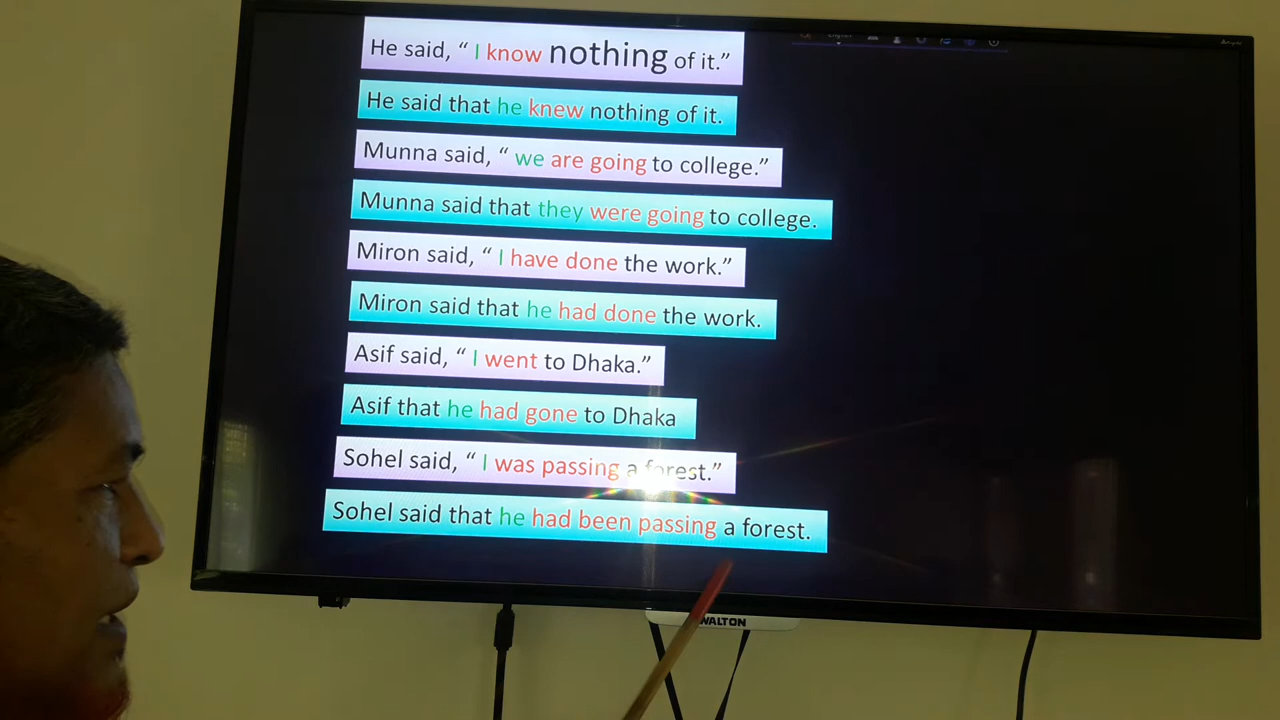 He said, “ I know nothing of it.”
He said that he knew nothing of it.
Munna said, “ we are going to college.”
Munna said that they were going to college.
Miron said, “ I have done the work.”
Miron said that he had done the work.
Asif said, “ I went to Dhaka.”
Asif that he had gone to Dhaka
Sohel said, “ I was passing a forest.”
Sohel said that he had been passing a forest.
WALTON